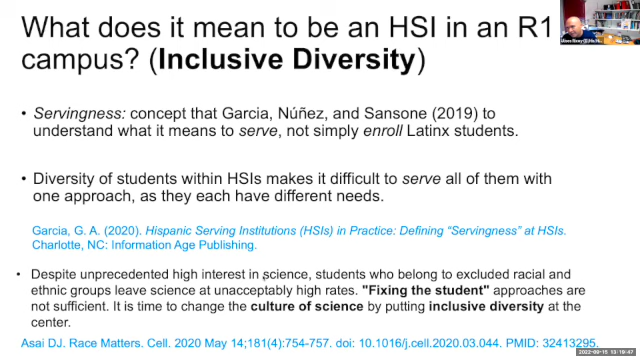 What does it mean to be an HSI in an R1
campus? (Inclusive Diversity)
• Servingness: concept that Garcia, Núñez, and Sansone (2019) to
understand what it means to serve, not simply enroll Latinx students.
• Diversity of students within HSIs makes it difficult to serve all of them with
one approach, as they each have different needs.
Garcia, G. A. (2020). Hispanic Serving Institutions (HSIs) in Practice: Defining “Servingness” at HSIs.
Charlotte, NC: Information Age Publishing.
• Despite unprecedented high interest in science, students who belong to excluded racial and
ethnic groups leave science at unacceptably high rates. "Fixing the student" approaches are
not sufficient. It is time to change the culture of science by putting inclusive diversity at the
center.
Asai DJ. Race Matters. Cell. 2020 May 14;181(4):754-757. doi: 10.1016/j.cell.2020.03.044. PMID: 32413295.
2022-09-15 13:19:47